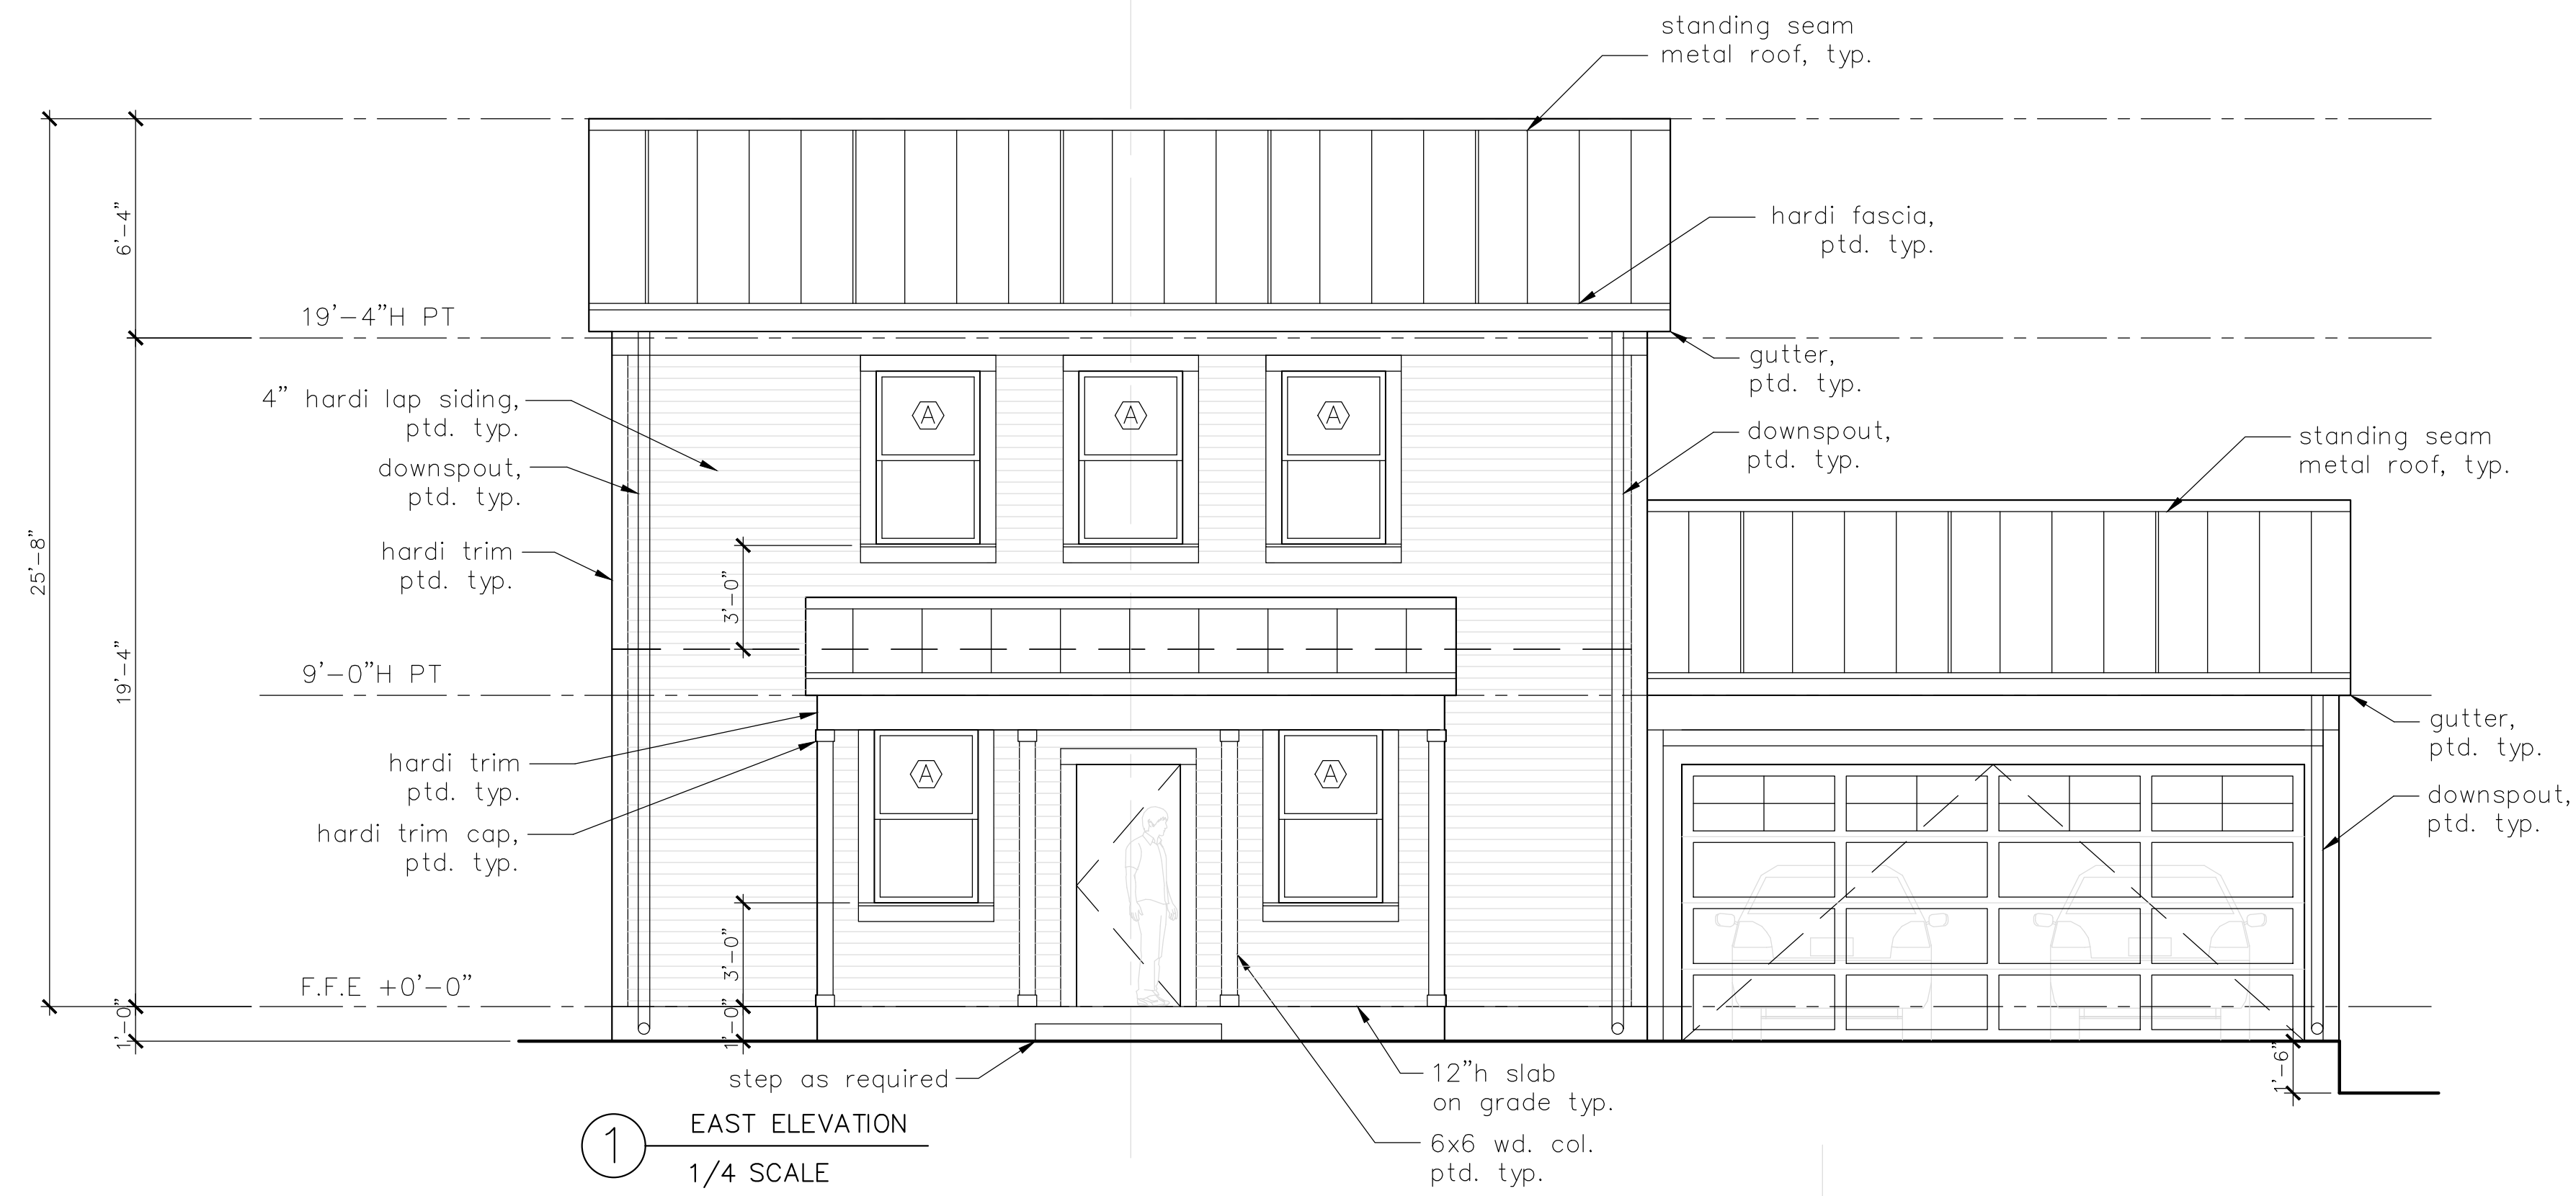 standing seam
metal roof, typ.
6'-4"
hardi fascia,
ptd. typ.
19'-4"H PT
gutter,
ptd. typ.
4" hardi lap siding,
ptd. typ.
A
A
A
downspout,
ptd. typ.
standing seam
metal roof, typ.
downspout,
ptd. typ.
25'-8"
hardi trim
ptd. typ.
3'-0"
19'-4"
9'-0"H PT
gutter,
ptd. typ.
hardi trim
ptd. typ.
A
A
downspout,
ptd. typ.
hardi trim cap,
ptd. typ.
3'-0"
F.F.E +0'-0"
1'-0"
1'-0"
1'-6"
step as required
12"h slab
on grade typ.
6x6 wd. col.
ptd. typ.
1
EAST ELEVATION
1/4 SCALE